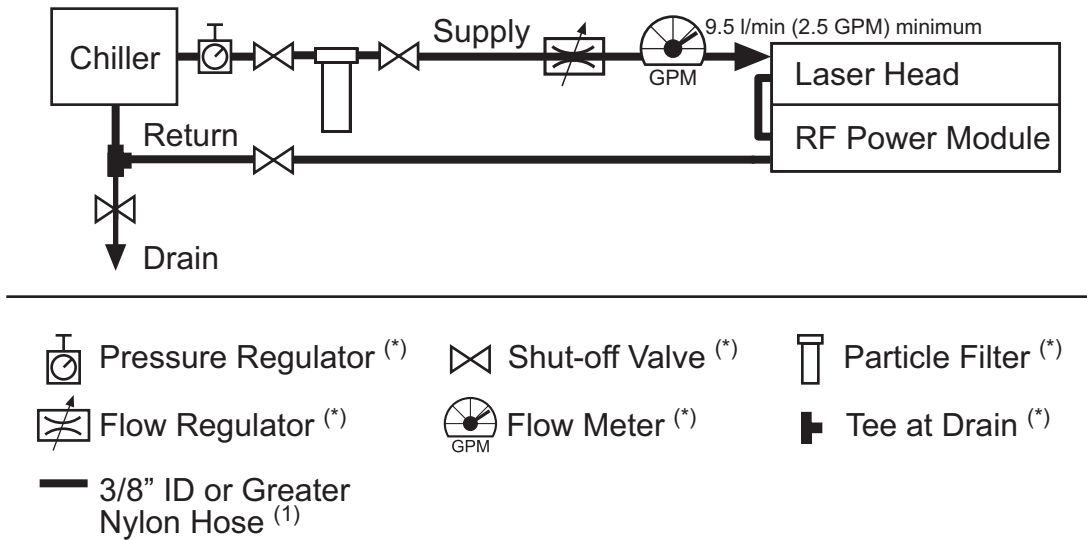 Chiller
Supply
9.5 l/min (2.5 GPM) minimum
GPM
Laser Head
RF Power Module
Return
Drain
Pressure Regulator (*)
Shut-off Valve (*)
Particle Filter (*)
Flow Regulator (*)
GPM
Flow Meter (*)
Tee at Drain (*)
3/8” ID or Greater
Nylon Hose (1)